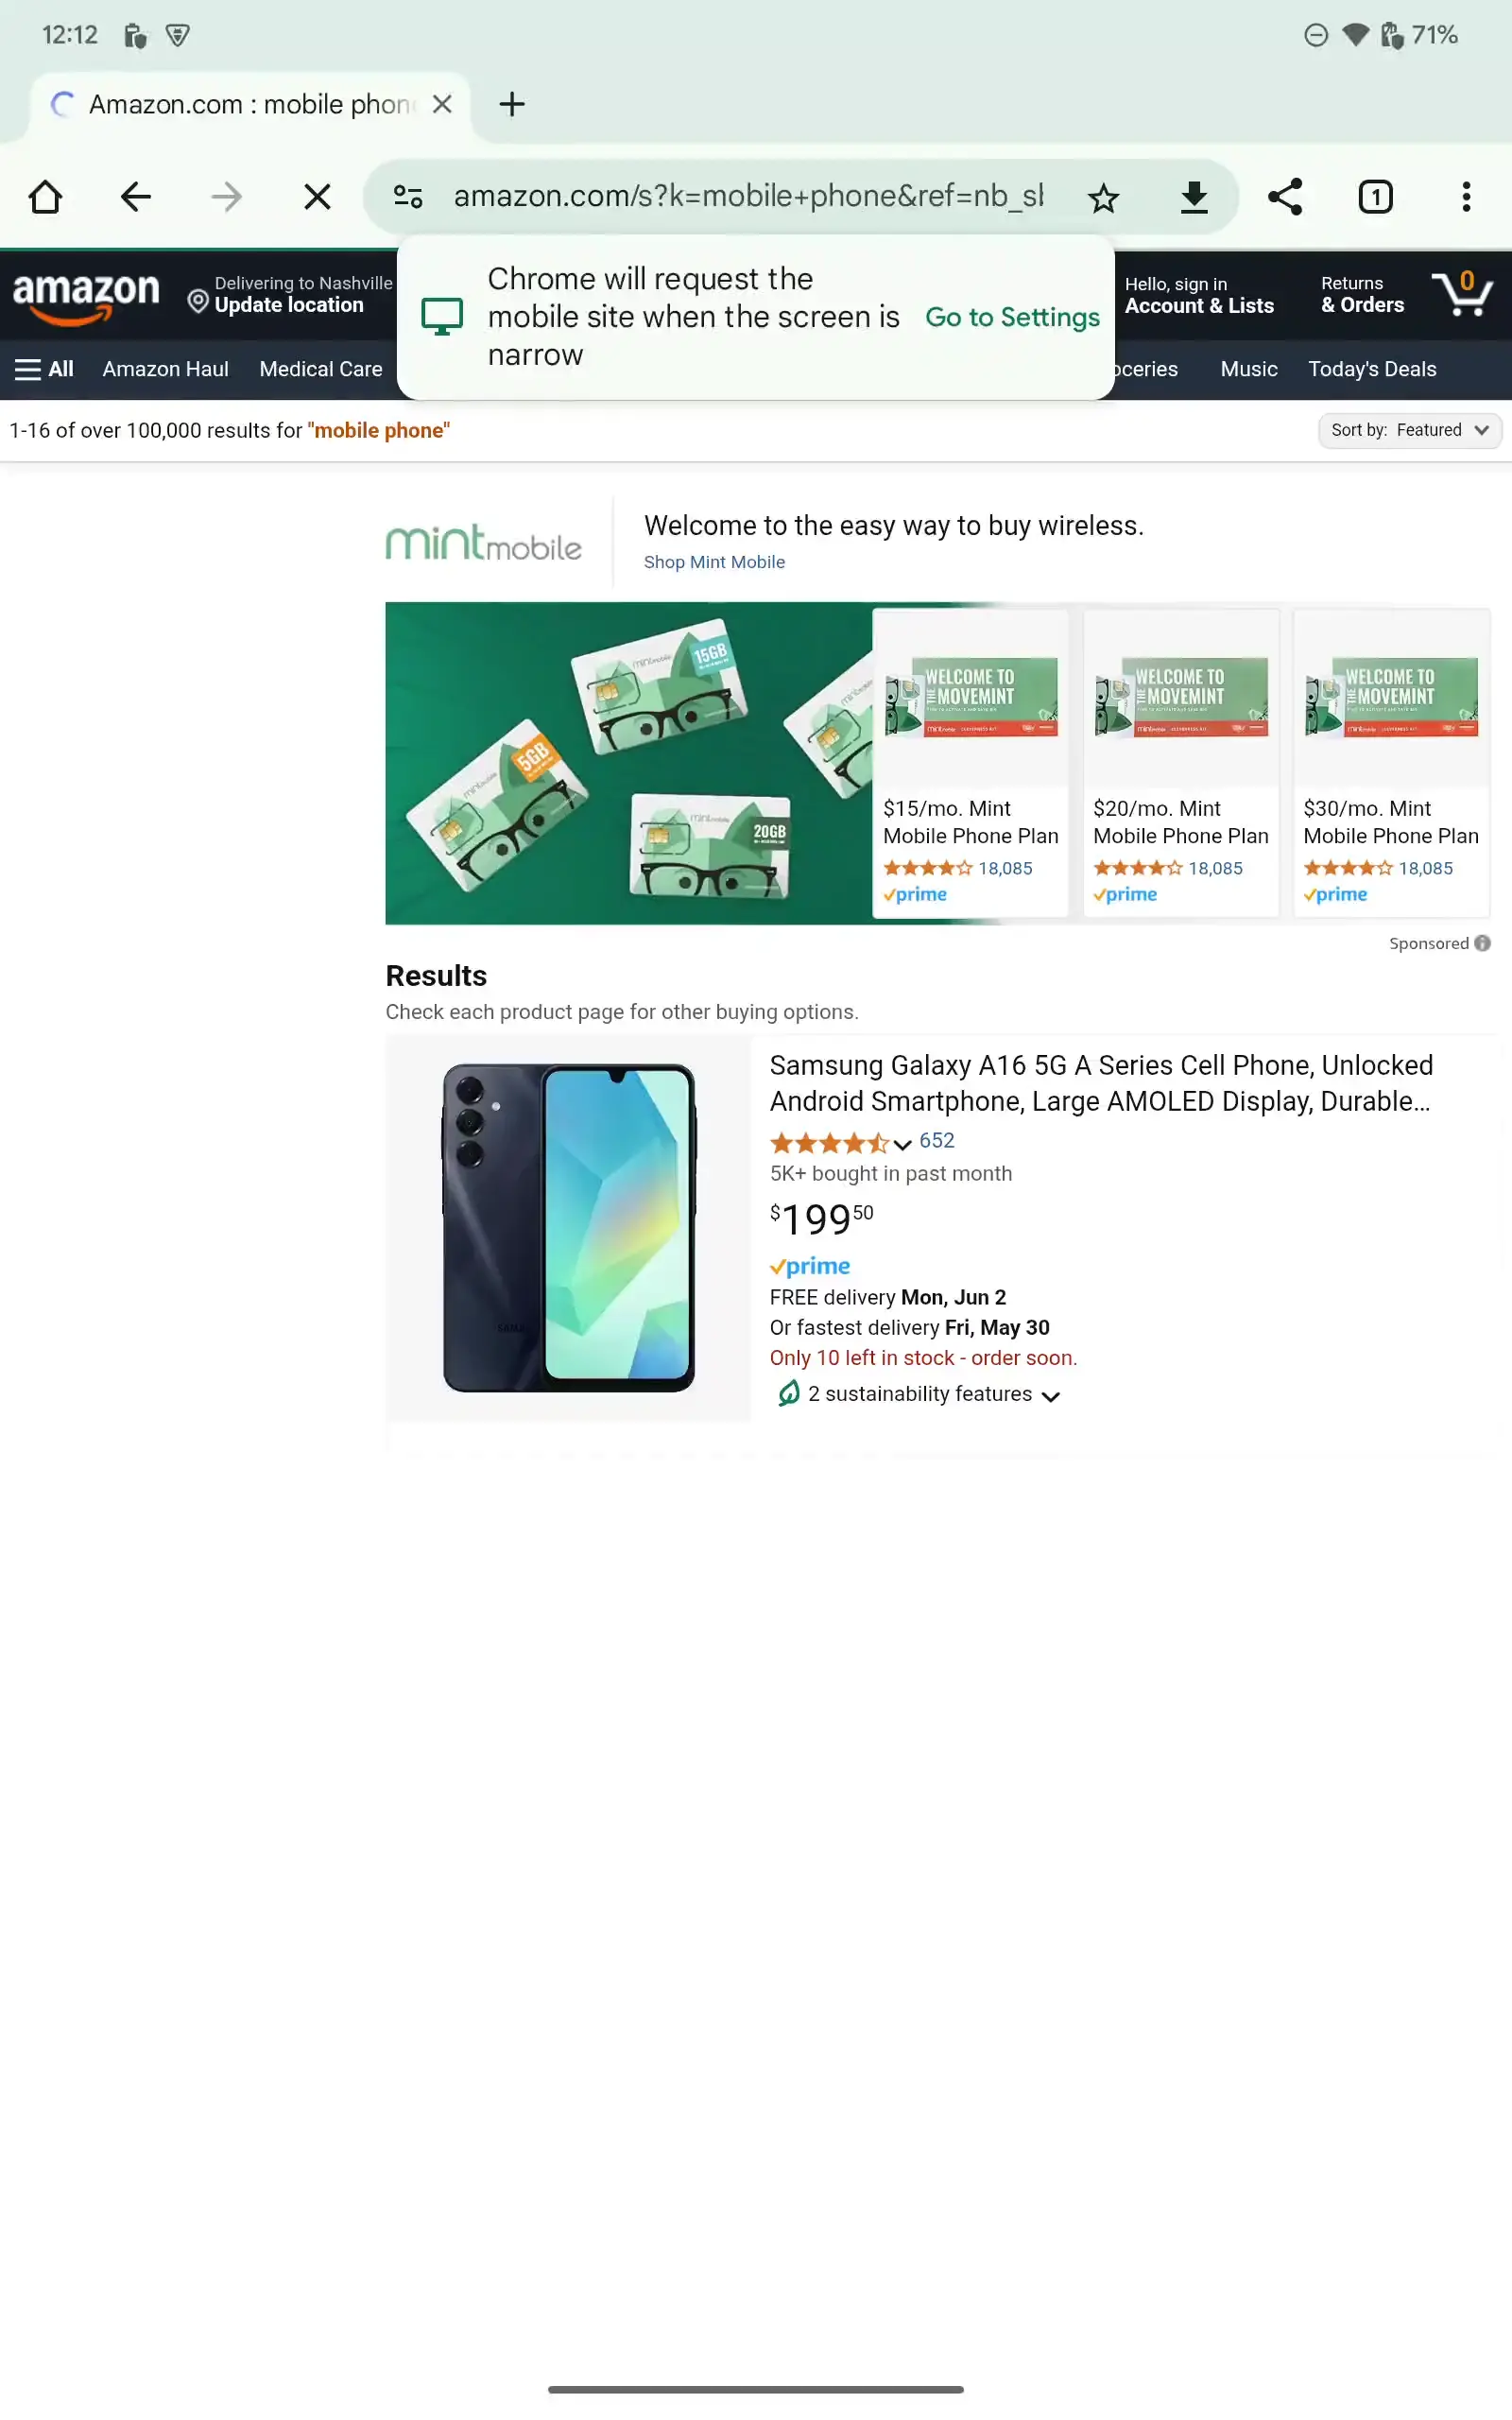 12:12
71%
Amazon.com : mobile phon
amazon.com/s?k=mobile+phone&ref=nb_sl
1
Chrome will request the
mobile site when the screen is
narrow
Go to Settings
amazon
Delivering to Nashville
Update location
Hello, sign in
Account & Lists
Returns
& Orders
0
All
Amazon Haul
Medical Care
oceries
Music
Today's Deals
1-16 of over 100,000 results for "mobile phone"
Sort by: Featured
mintmobile
Welcome to the easy way to buy wireless.
Shop Mint Mobile
15GB
5GB
20GB
WELCOME TO
THE MOVEMINT
WELCOME TO
THE MOVEMINT
WELCOME TO
THE MOVEMINT
$15/mo. Mint
Mobile Phone Plan
18,085
prime
$20/mo. Mint
Mobile Phone Plan
18,085
prime
$30/mo. Mint
Mobile Phone Plan
18,085
prime
Sponsored
Results
Check each product page for other buying options.
Samsung Galaxy A16 5G A Series Cell Phone, Unlocked
Android Smartphone, Large AMOLED Display, Durable…
652
5K+ bought in past month
$19950
prime
FREE delivery Mon, Jun 2
Or fastest delivery Fri, May 30
Only 10 left in stock - order soon.
2 sustainability features